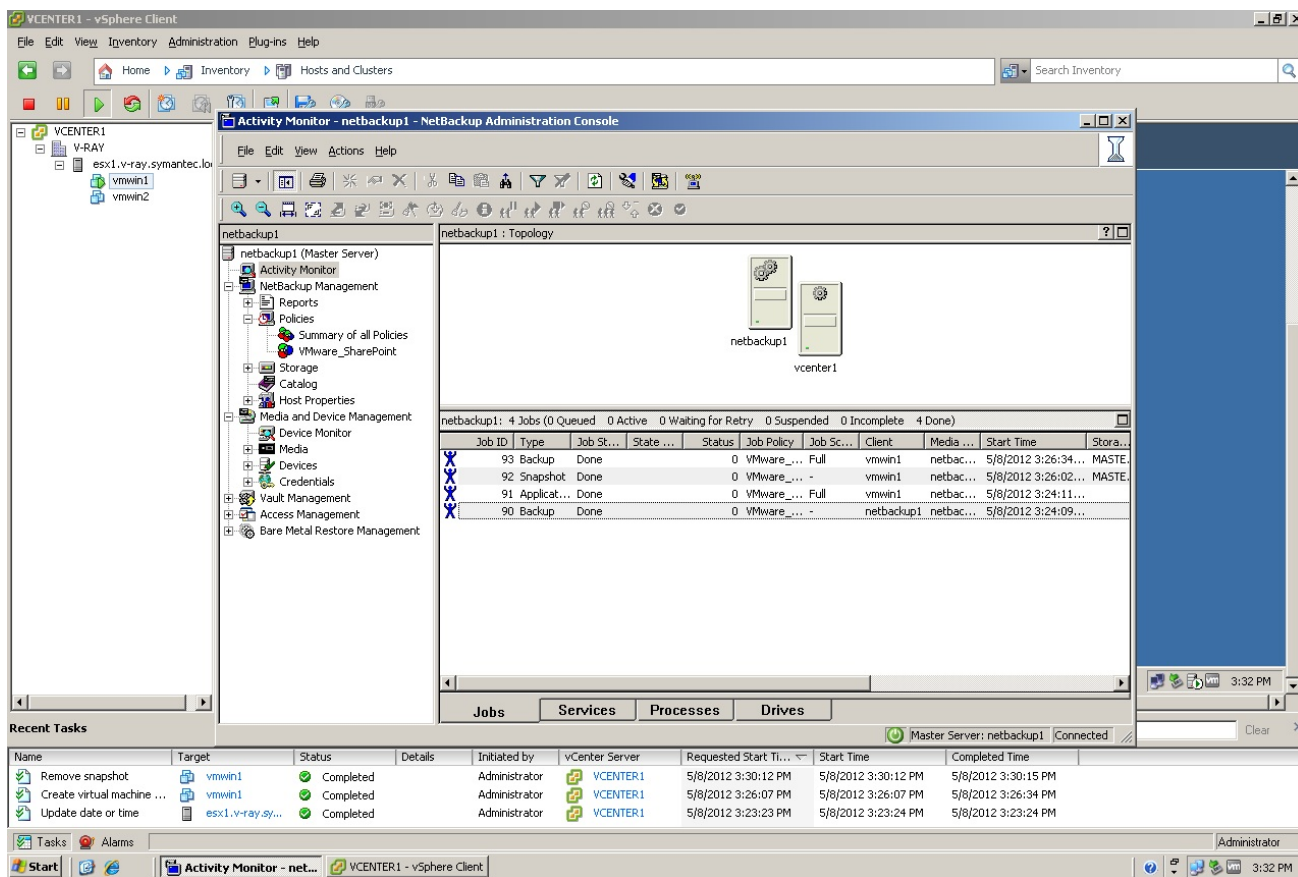 VCENTER1 - vSphere Client
File Edit View Inventory Administration Plug-ins Help
Home Inventory Hosts and Clusters
Search Inventory
VCENTER1
V-RAY
esx1.v-ray.symantec.lo
vmwin1
vmwin2
Activity Monitor - netbackup1 - NetBackup Administration Console
File Edit View Actions Help
netbackup1
netbackup1 (Master Server)
Activity Monitor
NetBackup Management
Reports
Policies
Summary of all Policies
VMware_SharePoint
Storage
Catalog
Host Properties
Media and Device Management
Device Monitor
Media
Devices
Credentials
Vault Management
Access Management
Bare Metal Restore Management
netbackup1 : Topology
netbackup1
vcenter1
netbackup1: 4 Jobs (0 Queued 0 Active 0 Waiting for Retry 0 Suspended 0 Incomplete 4 Done)
Job ID Type Job St... State ... Status Job Policy Job Sc... Client Media ... Start Time Stora...
93 Backup Done 0 VMware_... Full vmwin1 netbac... 5/8/2012 3:26:34... MASTE.
92 Snapshot Done 0 VMware_... - vmwin1 netbac... 5/8/2012 3:26:02... MASTE.
91 Applicat... Done 0 VMware_... Full vmwin1 netbac... 5/8/2012 3:24:11...
90 Backup Done 0 VMware_... - netbackup1 netbac... 5/8/2012 3:24:09...
Jobs Services Processes Drives
Master Server: netbackup1 Connected
3:32 PM
Recent Tasks
Clear
Name Target Status Details Initiated by vCenter Server Requested Start Ti... Start Time Completed Time
Remove snapshot vmwin1 Completed Administrator VCENTER1 5/8/2012 3:30:12 PM 5/8/2012 3:30:12 PM 5/8/2012 3:30:15 PM
Create virtual machine ... vmwin1 Completed Administrator VCENTER1 5/8/2012 3:26:07 PM 5/8/2012 3:26:07 PM 5/8/2012 3:26:34 PM
Update date or time esx1.v-ray.sy... Completed Administrator VCENTER1 5/8/2012 3:23:23 PM 5/8/2012 3:23:24 PM 5/8/2012 3:23:24 PM
Tasks Alarms
Administrator
Start Activity Monitor - net... VCENTER1 - vSphere Client 3:32 PM